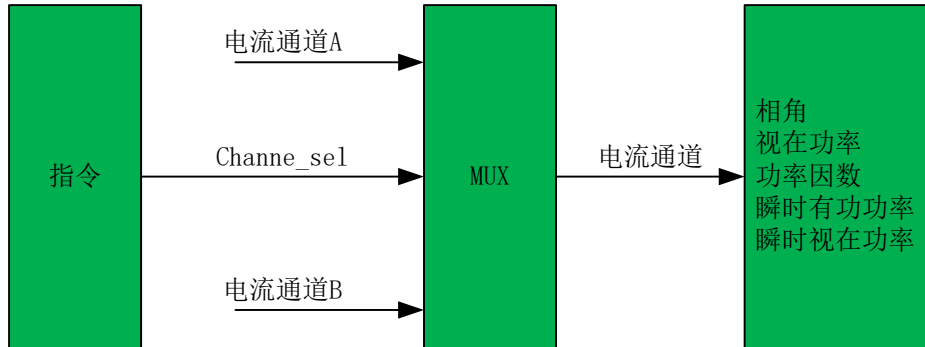 电流通道A
指令
Channe_sel
MUX
电流通道
电流通道B
相角
视在功率
功率因数
瞬时有功功率
瞬时视在功率